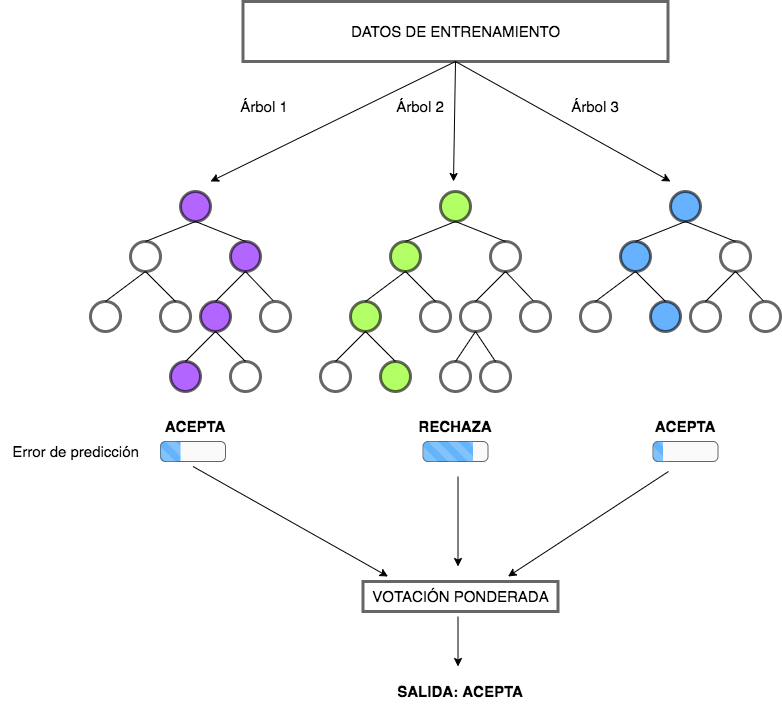 DATOS DE ENTRENAMIENTO
Árbol 1
Árbol 2
Árbol 3
ACEPTA
RECHAZA
ACEPTA
Error de predicción
VOTACIÓN PONDERADA
SALIDA: ACEPTA